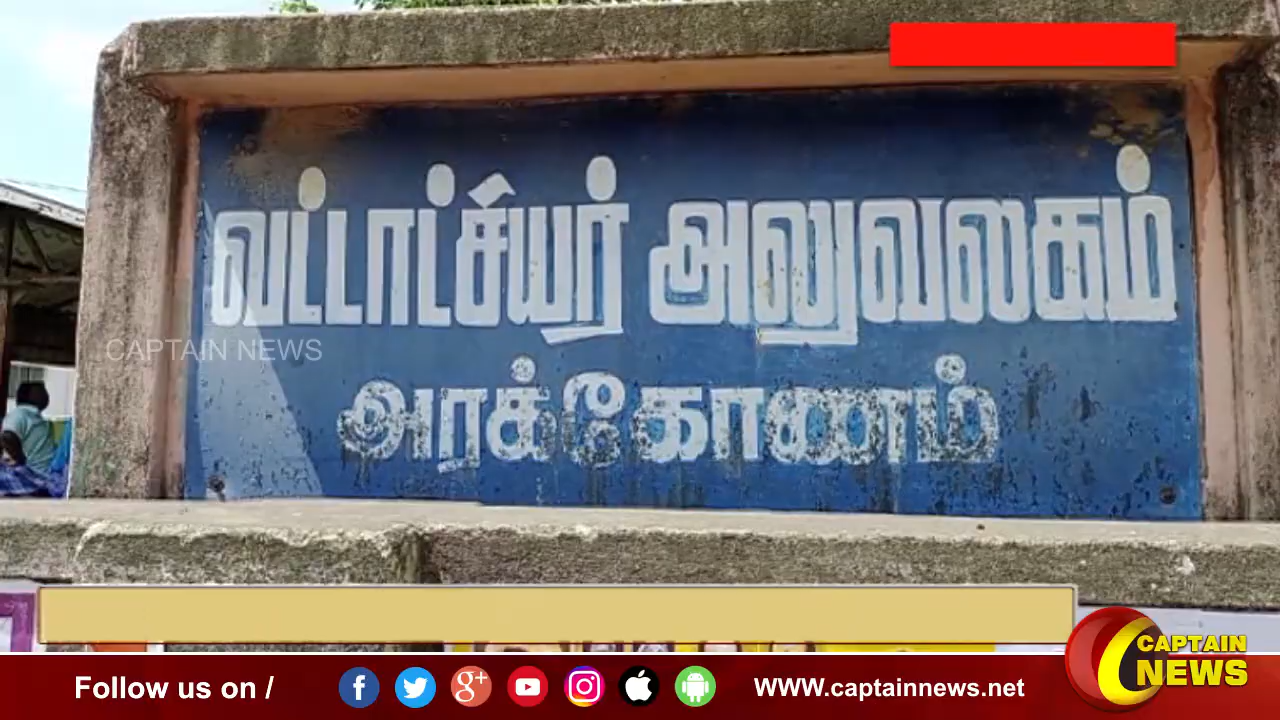 வட்டாட்சியர் அலுவலகம்
அரக்கோணம்
CAPTAIN NEWS
Follow us on /
WWW.captainnews.net
CAPTAIN
NEWS